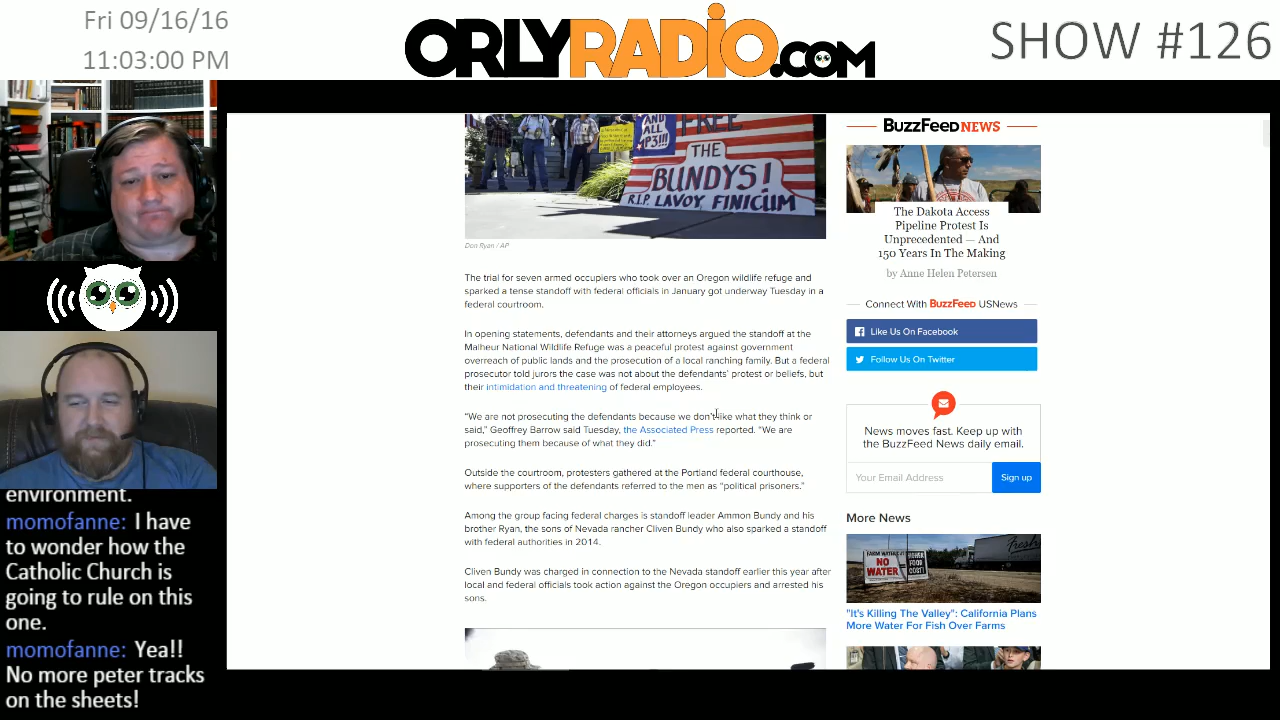 Fri 09/16/16
11:03:00 PM
ORLYRADIO.COM
SHOW #126
environment.
momofanne: I have
to wonder how the
Catholic Church is
going to rule on this
one.
momofanne: Yea!!
No more peter tracks
on the sheets!
AND ALL
P3!!!
FREE
THE
BUNDYS!
R.I.P. LAVOY FINICUM
Don Ryan / AP
The trial for seven armed occupiers who took over an Oregon wildlife refuge and
sparked a tense standoff with federal officials in January got underway Tuesday in a
federal courtroom.
In opening statements, defendants and their attorneys argued the standoff at the
Malheur National Wildlife Refuge was a peaceful protest against government
overreach of public lands and the prosecution of a local ranching family. But a federal
prosecutor told jurors the case was not about the defendants' protest or beliefs, but
their intimidation and threatening of federal employees.
“We are not prosecuting the defendants because we don't like what they think or
said,” Geoffrey Barrow said Tuesday, the Associated Press reported. “We are
prosecuting them because of what they did.”
Outside the courtroom, protesters gathered at the Portland federal courthouse,
where supporters of the defendants referred to the men as “political prisoners.”
Among the group facing federal charges is standoff leader Ammon Bundy and his
brother Ryan, the sons of Nevada rancher Cliven Bundy who also sparked a standoff
with federal authorities in 2014.
Cliven Bundy was charged in connection to the Nevada standoff earlier this year after
local and federal officials took action against the Oregon occupiers and arrested his
sons.
BUZZFEED NEWS
The Dakota Access
Pipeline Protest Is
Unprecedented — And
150 Years In The Making
by Anne Helen Petersen
Connect With BuzzFeed USNews
Like Us On Facebook
Follow Us On Twitter
News moves fast. Keep up with
the BuzzFeed News daily email.
Your Email Address
Sign up
More News
NO
WATER
HIGHER
FOOD
COST!
"It's Killing The Valley": California Plans
More Water For Fish Over Farms